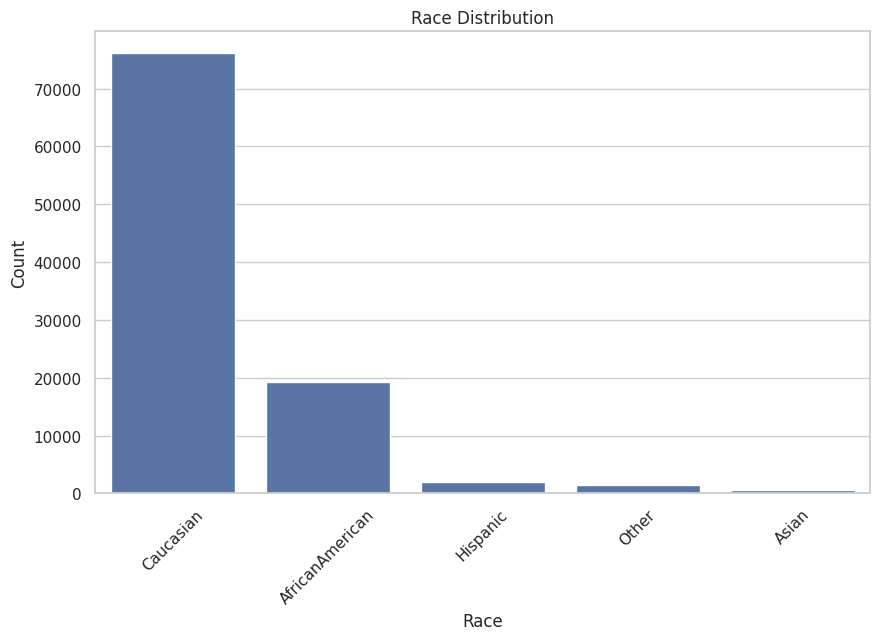 Race Distribution
70000
60000
50000
40000
30000
20000
10000
0
Count
Caucasian
AfricanAmerican
Hispanic
Other
Asian
Race